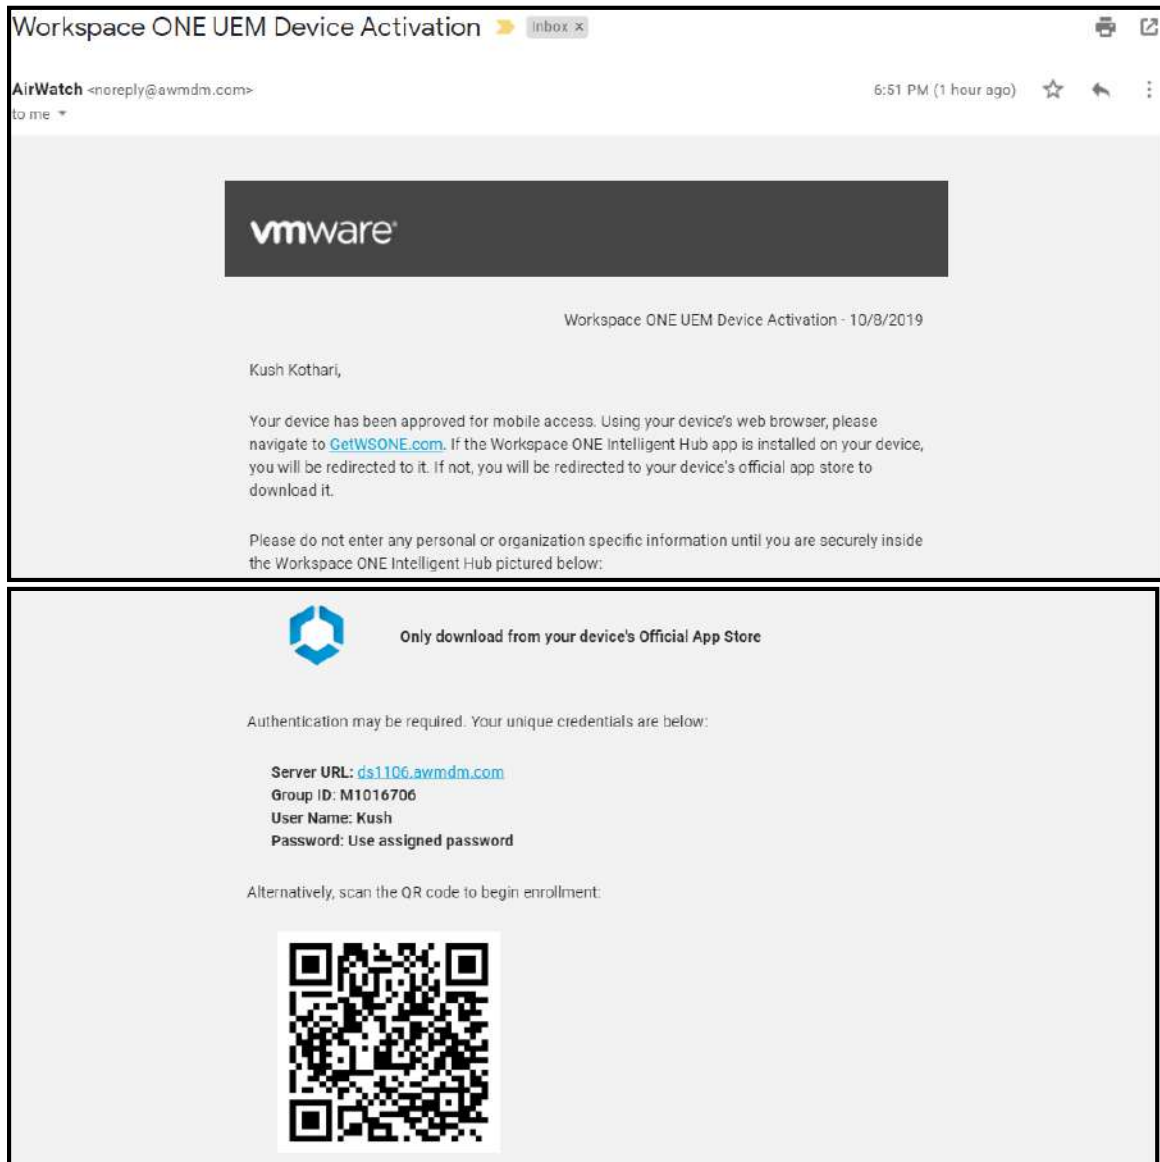 Workspace ONE UEM Device Activation Inbox ×
AirWatch <noreply@awmdm.com> 6:51 PM (1 hour ago)
to me
vmware®
Workspace ONE UEM Device Activation - 10/8/2019
Kush Kothari,
Your device has been approved for mobile access. Using your device's web browser, please
navigate to GetWSONE.com. If the Workspace ONE Intelligent Hub app is installed on your device,
you will be redirected to it. If not, you will be redirected to your device's official app store to
download it.
Please do not enter any personal or organization specific information until you are securely inside
the Workspace ONE Intelligent Hub pictured below:
Only download from your device's Official App Store
Authentication may be required. Your unique credentials are below:
Server URL: ds1106.awmdm.com
Group ID: M1016706
User Name: Kush
Password: Use assigned password
Alternatively, scan the QR code to begin enrollment: